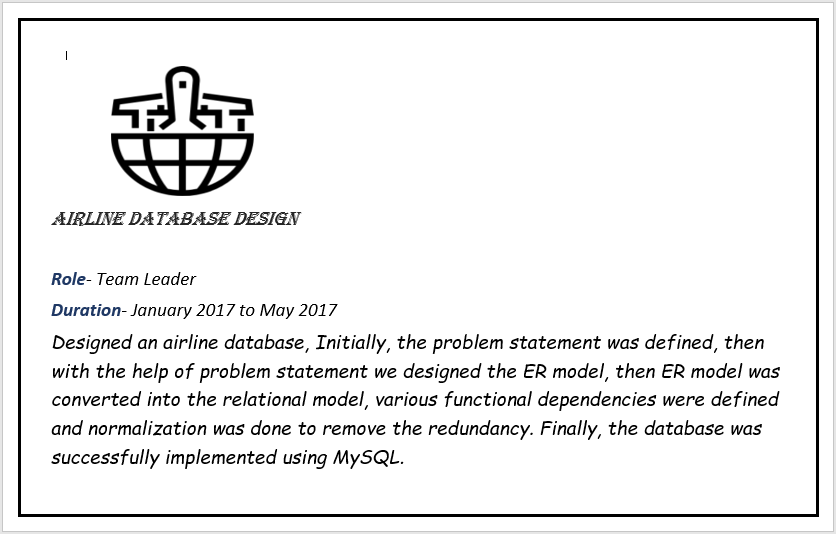 AIRLINE DATABASE DESIGN
Role- Team Leader
Duration- January 2017 to May 2017
Designed an airline database, Initially, the problem statement was defined, then
with the help of problem statement we designed the ER model, then ER model was
converted into the relational model, various functional dependencies were defined
and normalization was done to remove the redundancy. Finally, the database was
successfully implemented using MySQL.